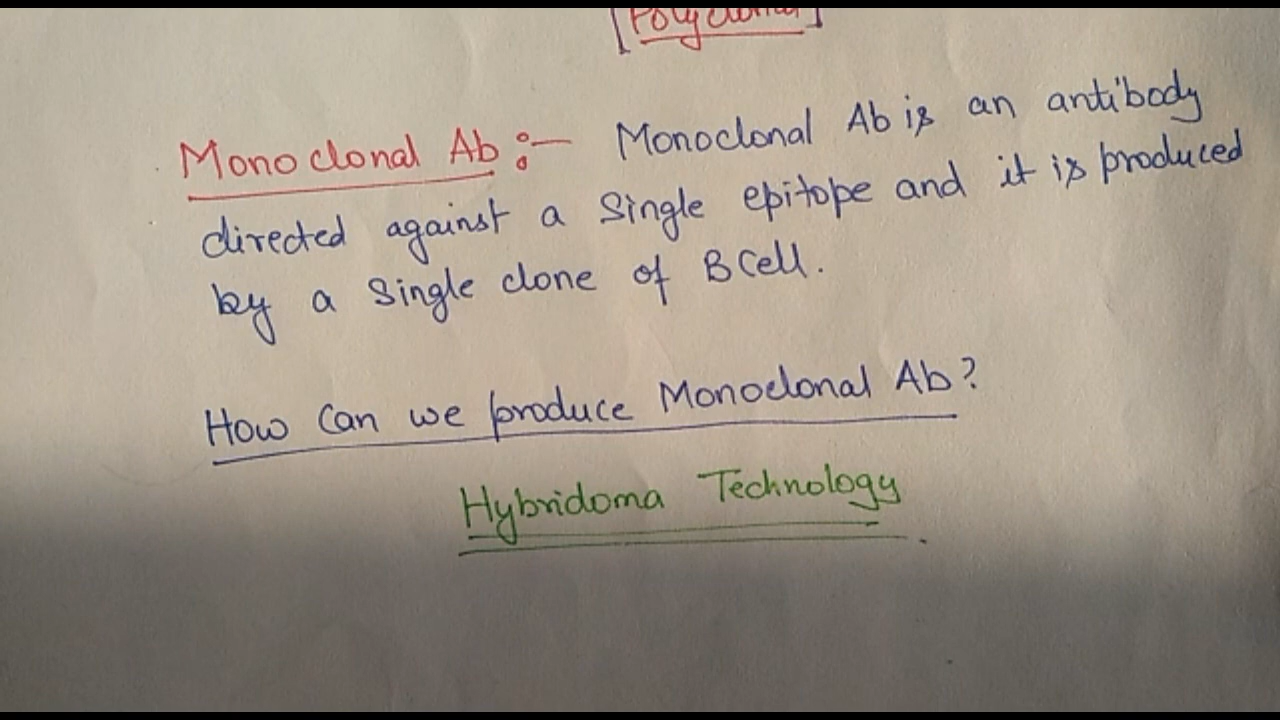 [Polyclonal]
Monoclonal Ab :- Monoclonal Ab is an antibody
directed against a Single epitope and it is produced
by a Single clone of B Cell.
How Can we produce Monoclonal Ab?
Hybridoma Technology